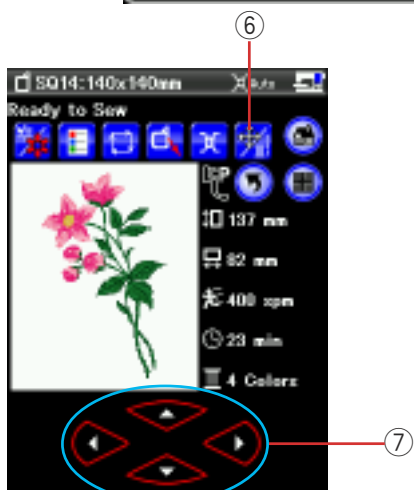 ⑥
SQ14:140x140mm Auto
Ready to Sew
P
137 mm
82 mm
400 spm
23 min
4 Colors
⑦